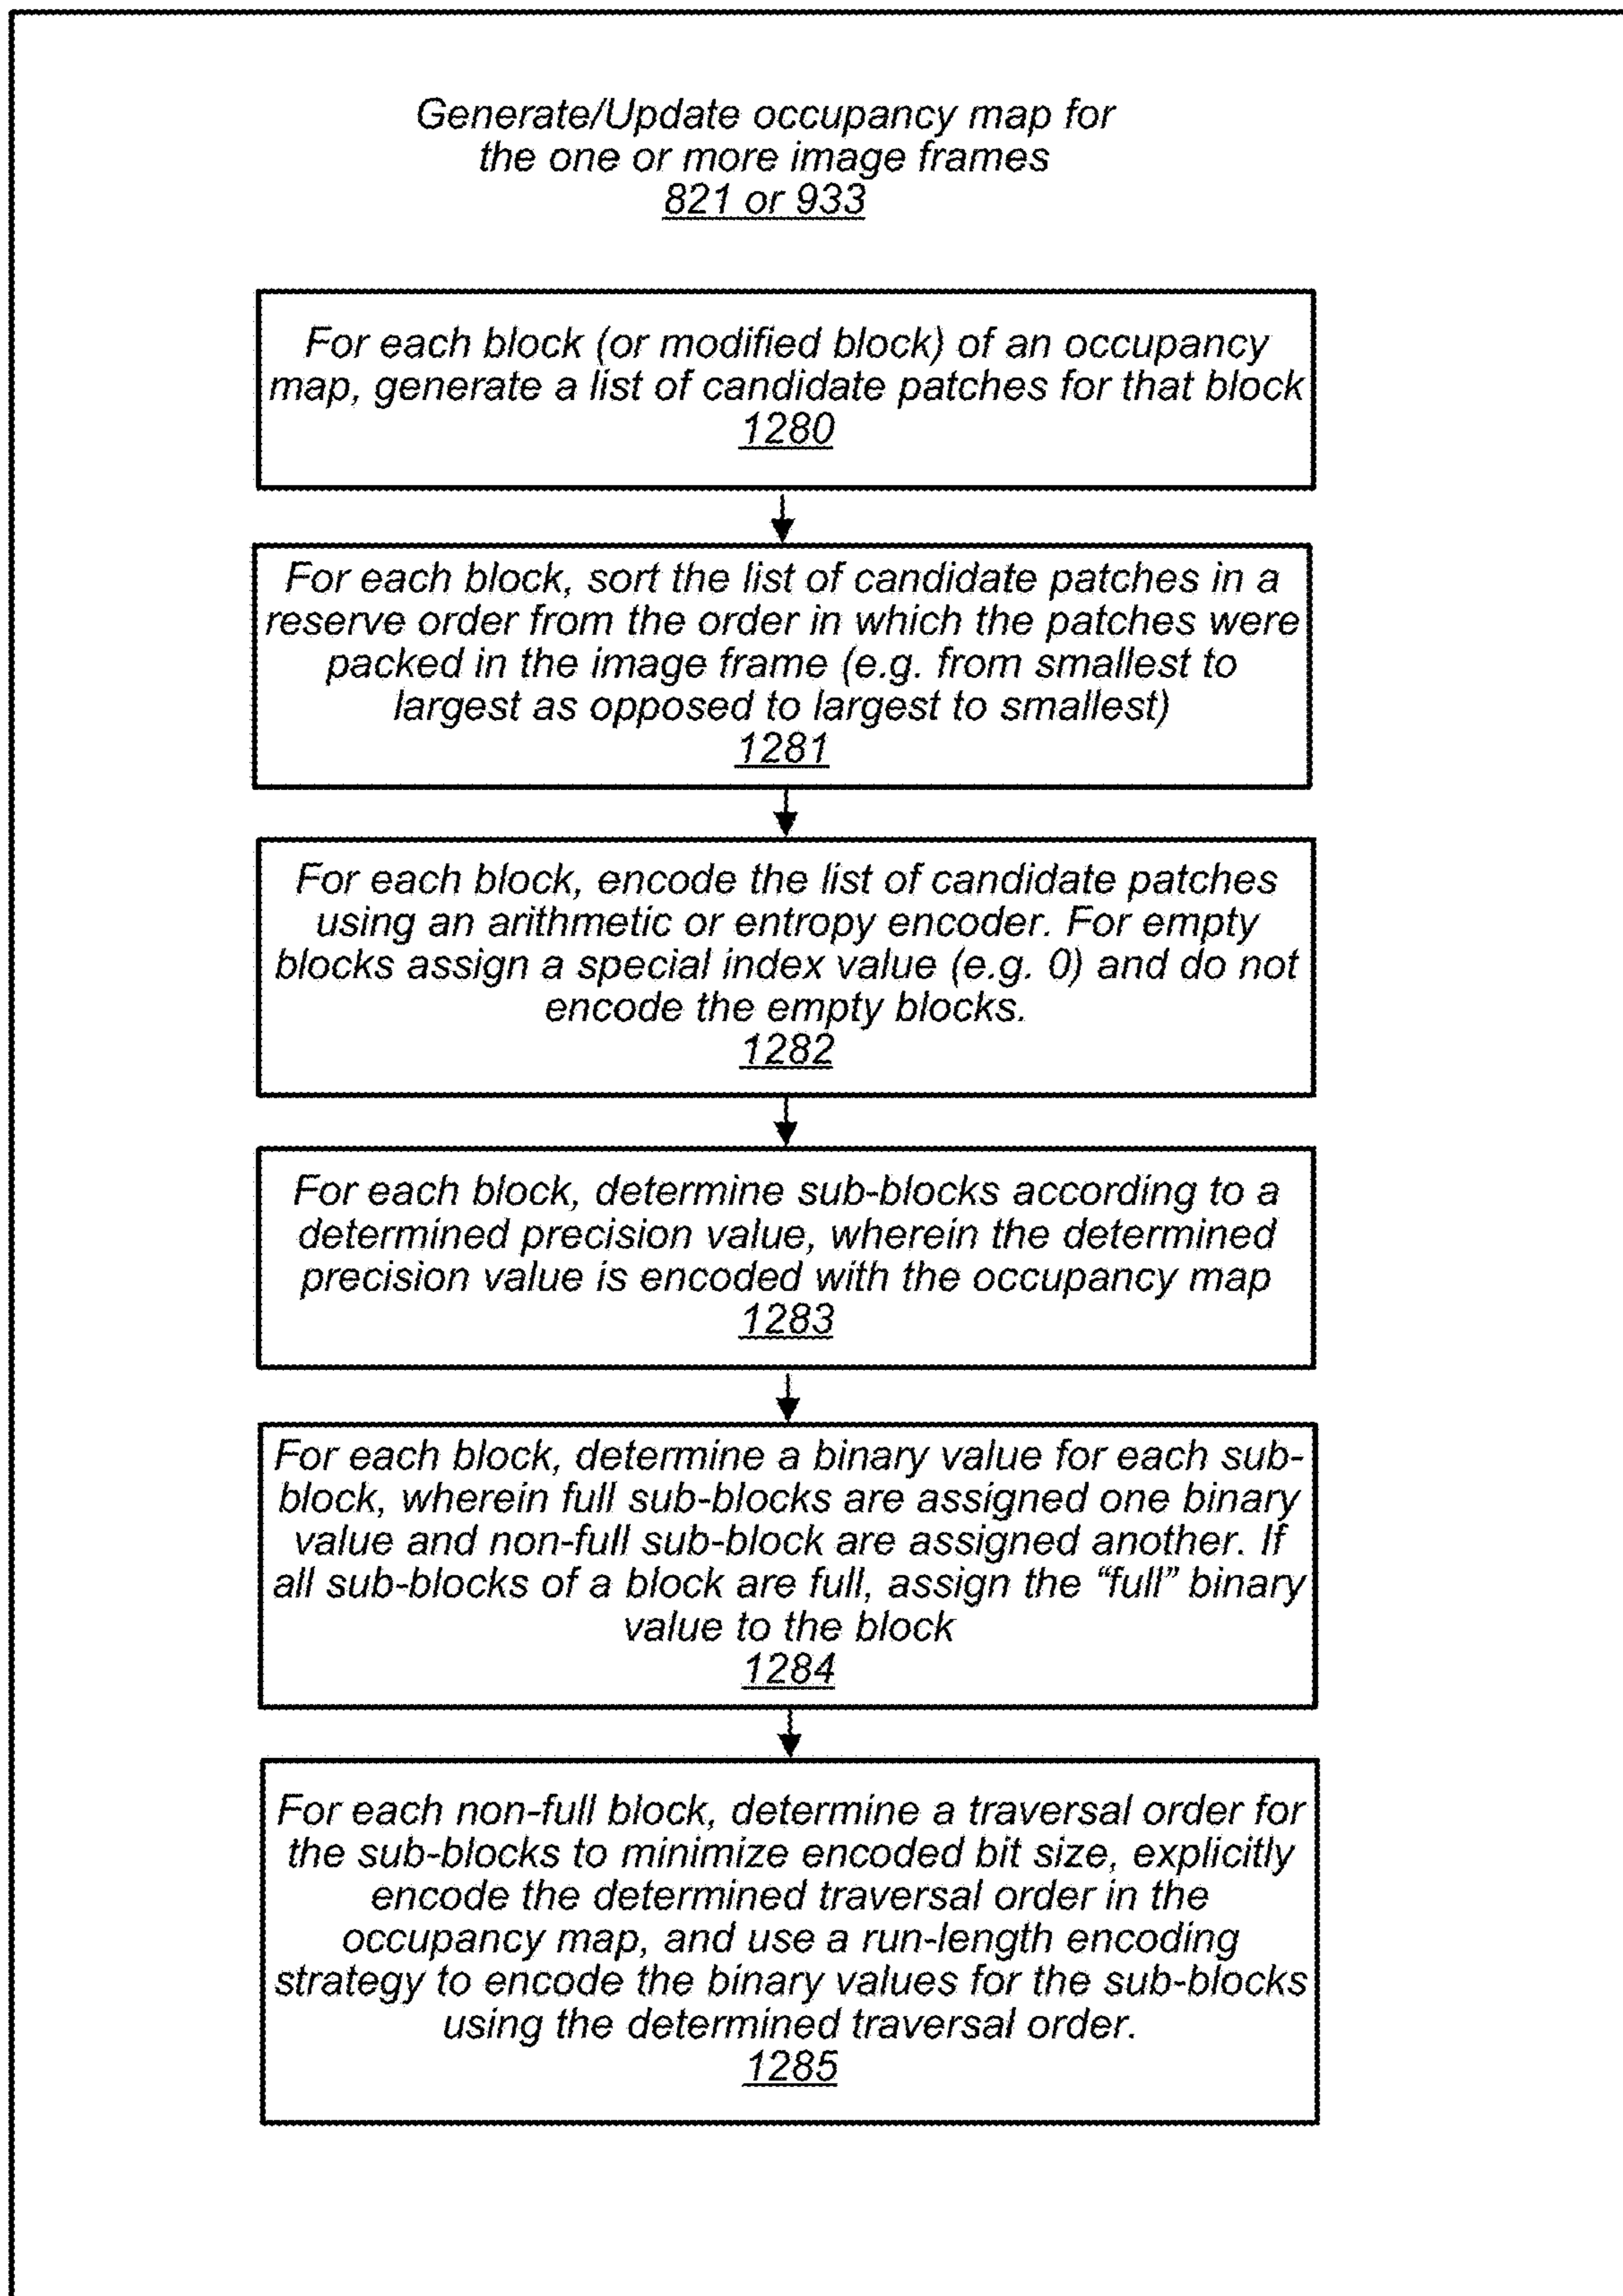 Generate/Update occupancy map for
the one or more image frames
821 or 933
For each block (or modified block) of an occupancy
map, generate a list of candidate patches for that block
1280
For each block, sort the list of candidate patches in a
reserve order from the order in which the patches were
packed in the image frame (e.g. from smallest to
largest as opposed to largest to smallest)
1281
For each block, encode the list of candidate patches
using an arithmetic or entropy encoder. For empty
blocks assign a special index value (e.g. 0) and do not
encode the empty blocks.
1282
For each block, determine sub-blocks according to a
determined precision value, wherein the determined
precision value is encoded with the occupancy map
1283
For each block, determine a binary value for each sub-
block, wherein full sub-blocks are assigned one binary
value and non-full sub-block are assigned another. If
all sub-blocks of a block are full, assign the “full” binary
value to the block
1284
For each non-full block, determine a traversal order for
the sub-blocks to minimize encoded bit size, explicitly
encode the determined traversal order in the
occupancy map, and use a run-length encoding
strategy to encode the binary values for the sub-blocks
using the determined traversal order.
1285